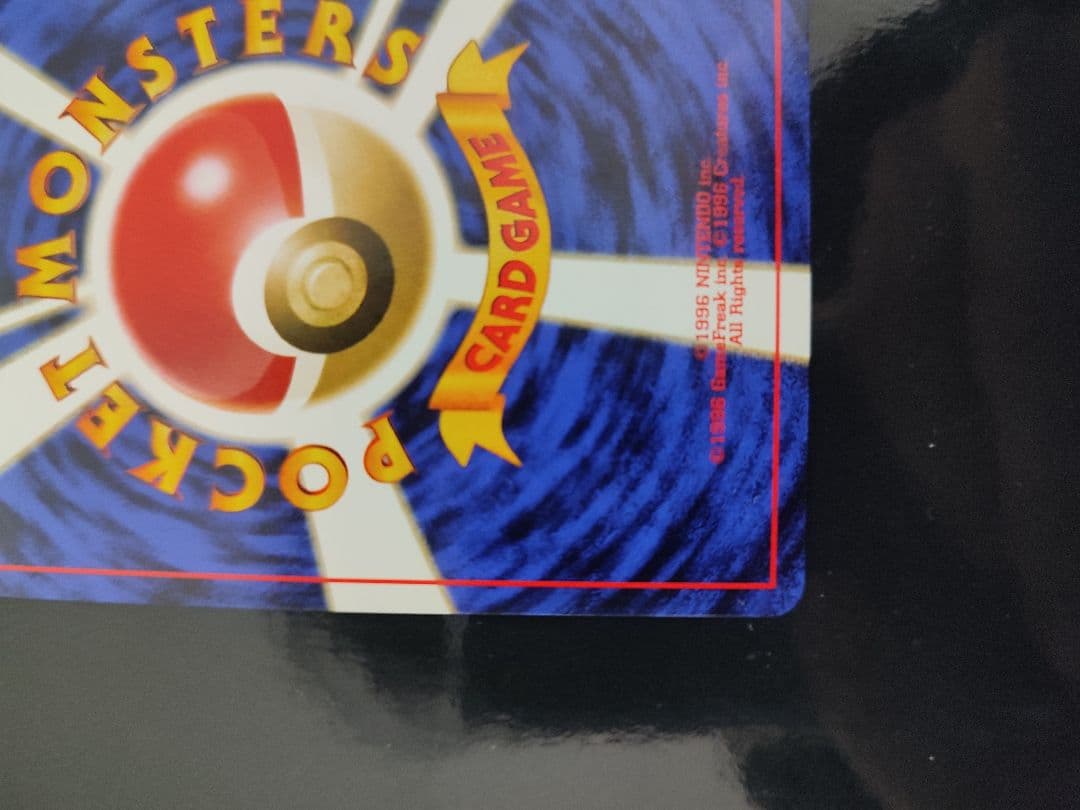 POCKET MONSTERS
CARD GAME
©1996 NINTENDO inc.
©1996 GameFreak inc. ©1996 Creatures inc.
All Rights reserved.